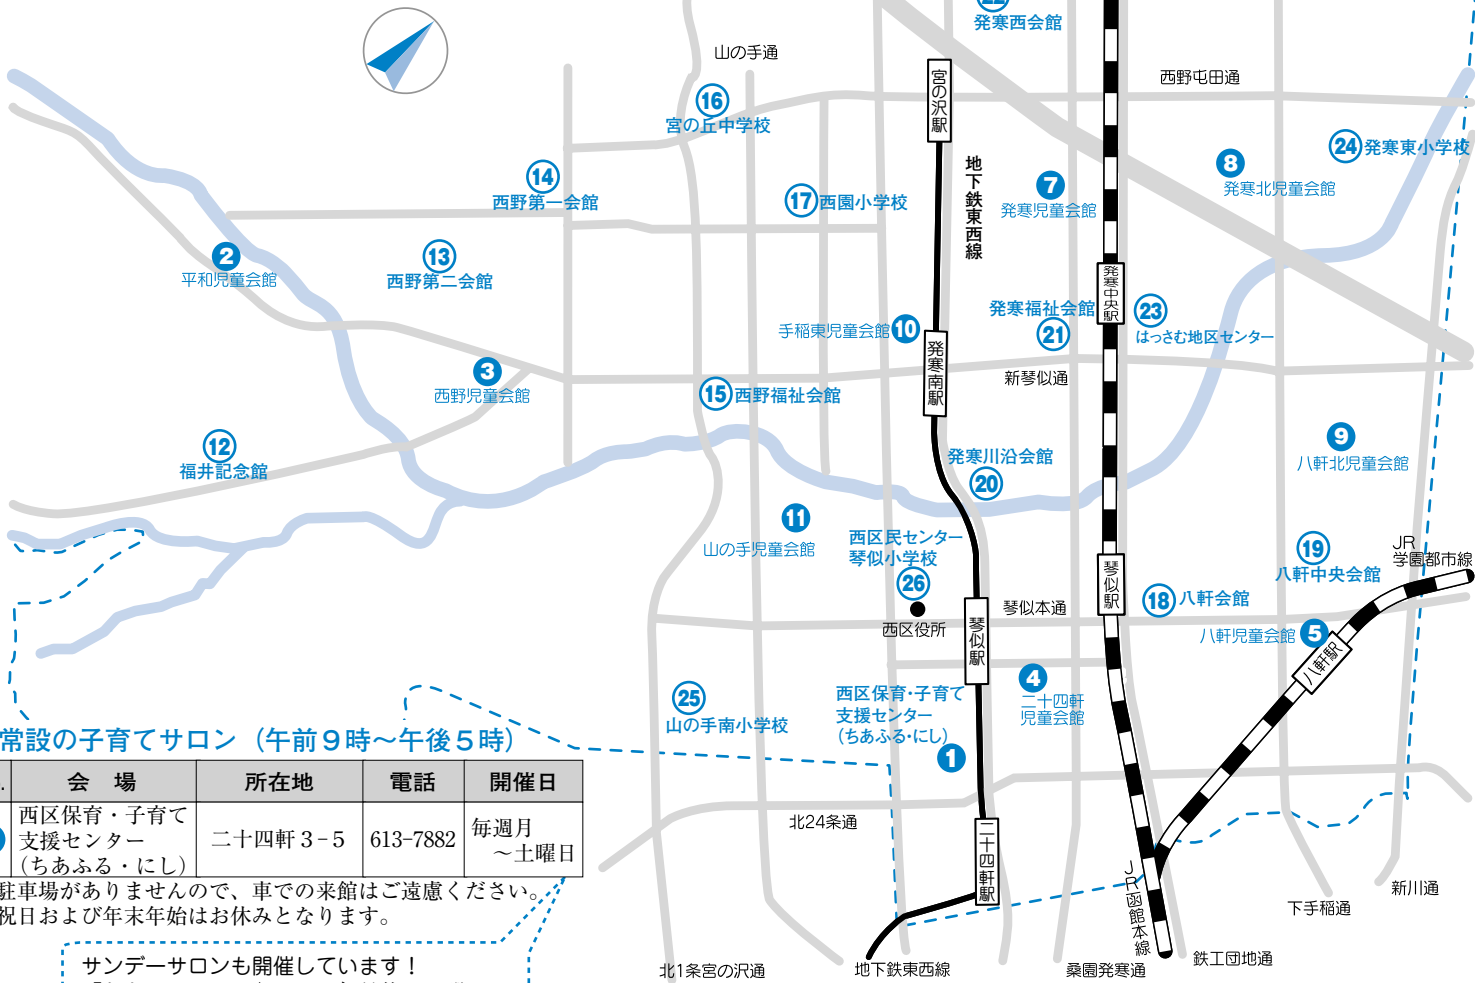 22
発寒西会館
山の手通
西野屯田通
16
宮の丘中学校
宮の沢駅
24 発寒東小学校
地下鉄東西線
8
発寒北児童会館
14
西野第一会館
17 西園小学校
7
発寒児童会館
2
平和児童会館
13
西野第二会館
発寒中央駅
発寒福祉会館
21
23
はっさむ地区センター
手稲東児童会館 10
発寒南駅
新琴似通
3
西野児童会館
15 西野福祉会館
12
福井記念館
発寒川沿会館
20
9
八軒北児童会館
11
山の手児童会館
西区民センター
琴似小学校
26
西区役所
琴似駅
琴似本通
琴似駅
18 八軒会館
19
八軒中央会館
JR
学園都市線
八軒児童会館 5
八軒駅
25
山の手南小学校
西区保育・子育て
支援センター
(ちあふる・にし)
1
4
二十四軒
児童会館
北24条通
二十四軒駅
JR函館本線
下手稲通
新川通
北1条宮の沢通
地下鉄東西線
桑園発寒通
鉄工団地通
常設の子育てサロン（午前９時〜午後５時）
会　場 所在地 電話 開催日
西区保育・子育て
支援センター
(ちあふる・にし) 二十四軒３-５ 613-7882 毎週月
〜土曜日
駐車場がありませんので、車での来館はご遠慮ください。
祝日および年末年始はお休みとなります。
サンデーサロンも開催しています！